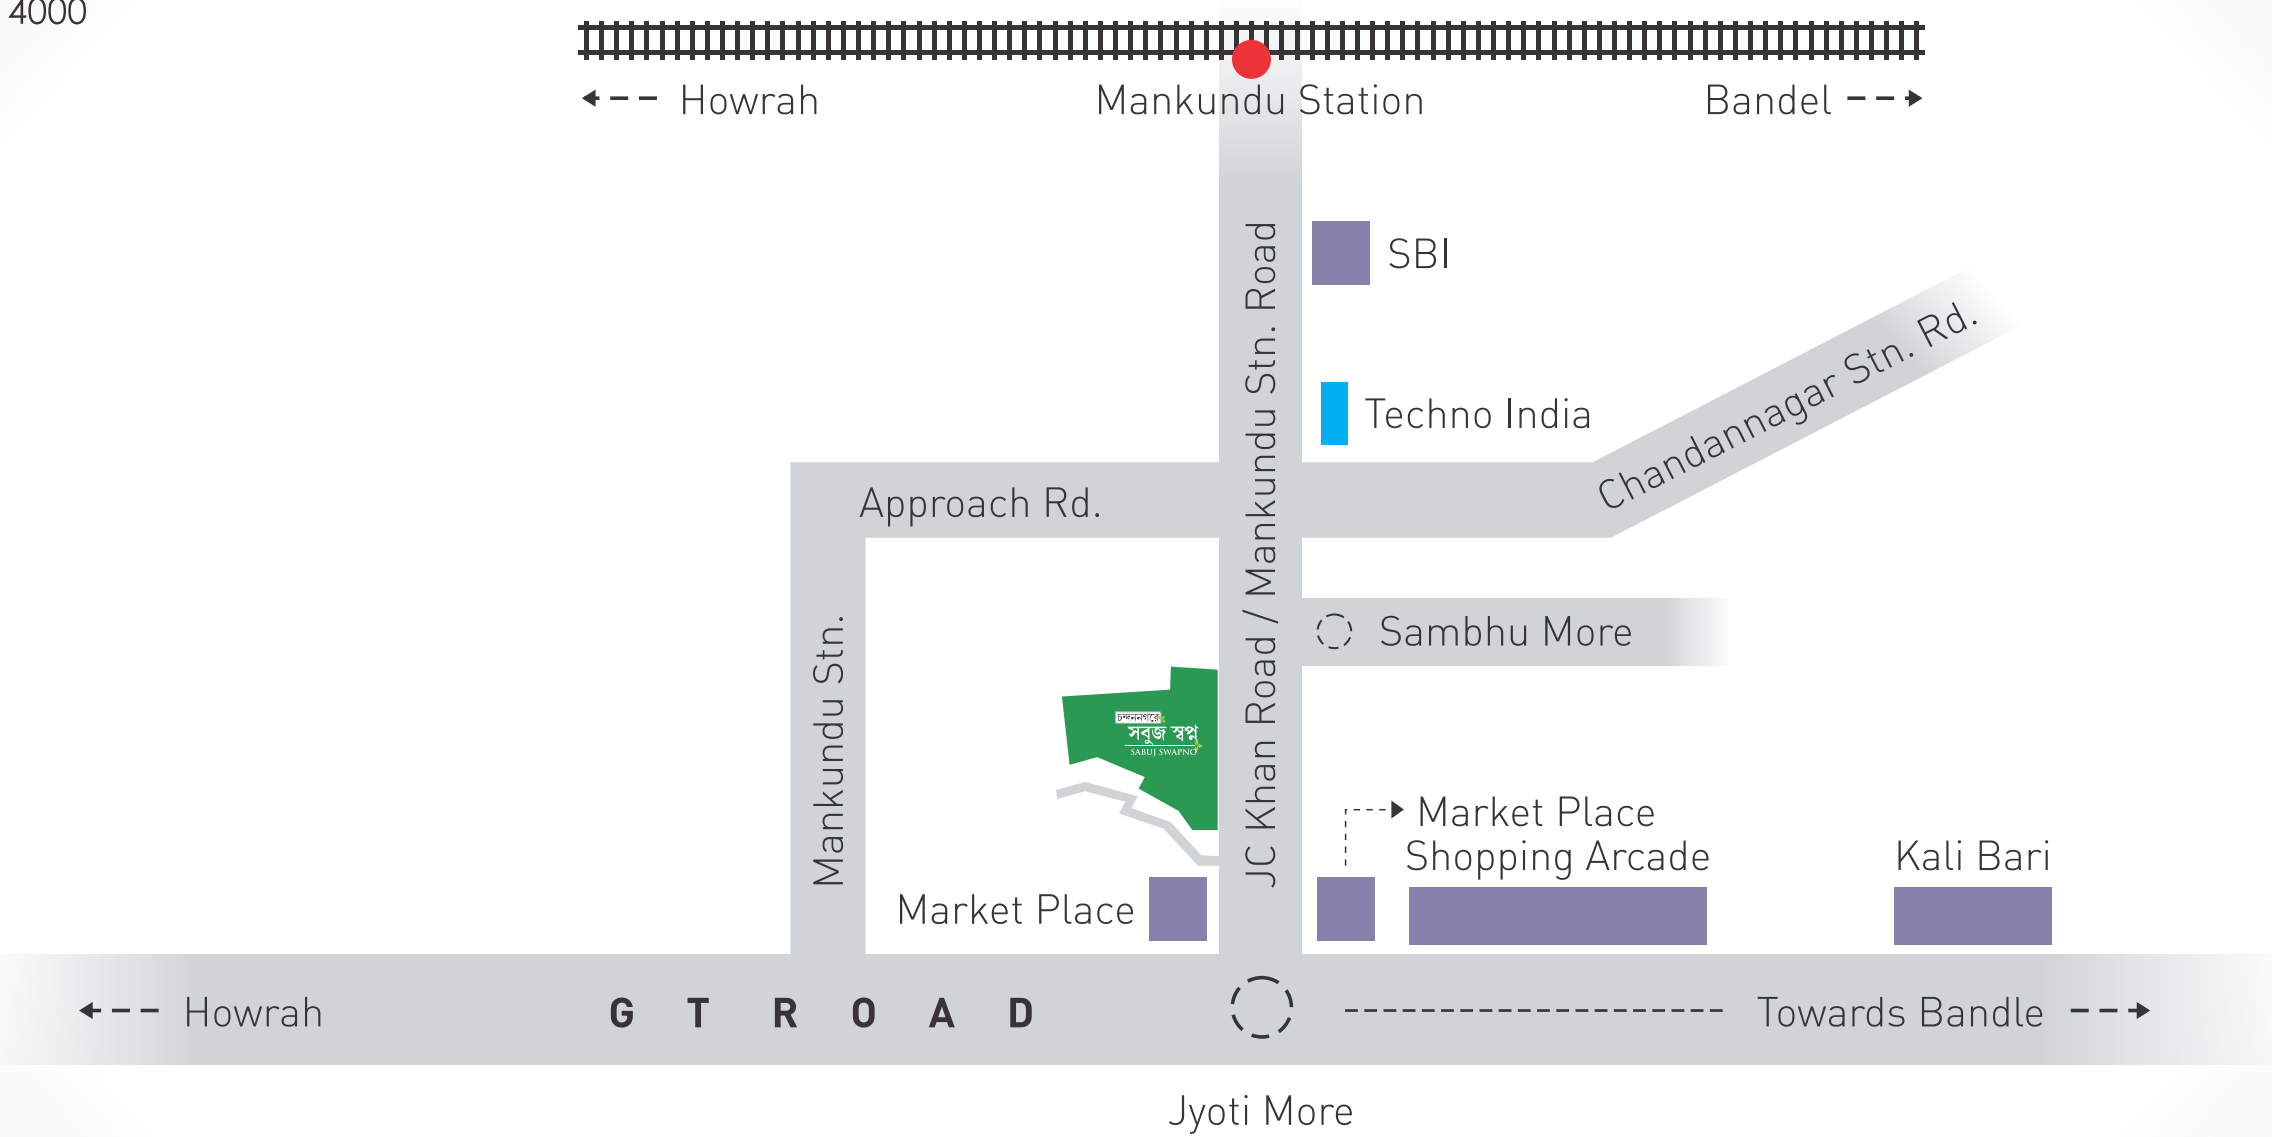 4000
Howrah
Mankundu Station
Bandel
SBI
Techno India
Chandannagar Stn. Rd.
Approach Rd.
JC Khan Road / Mankundu Stn. Road
Sambhu More
Mankundu Stn.
চন্দননগরে
সবুজ স্বপ্ন
SABUJ SWAPNO
Market Place
Shopping Arcade
Kali Bari
Market Place
Howrah
G T R O A D
Towards Bandle
Jyoti More